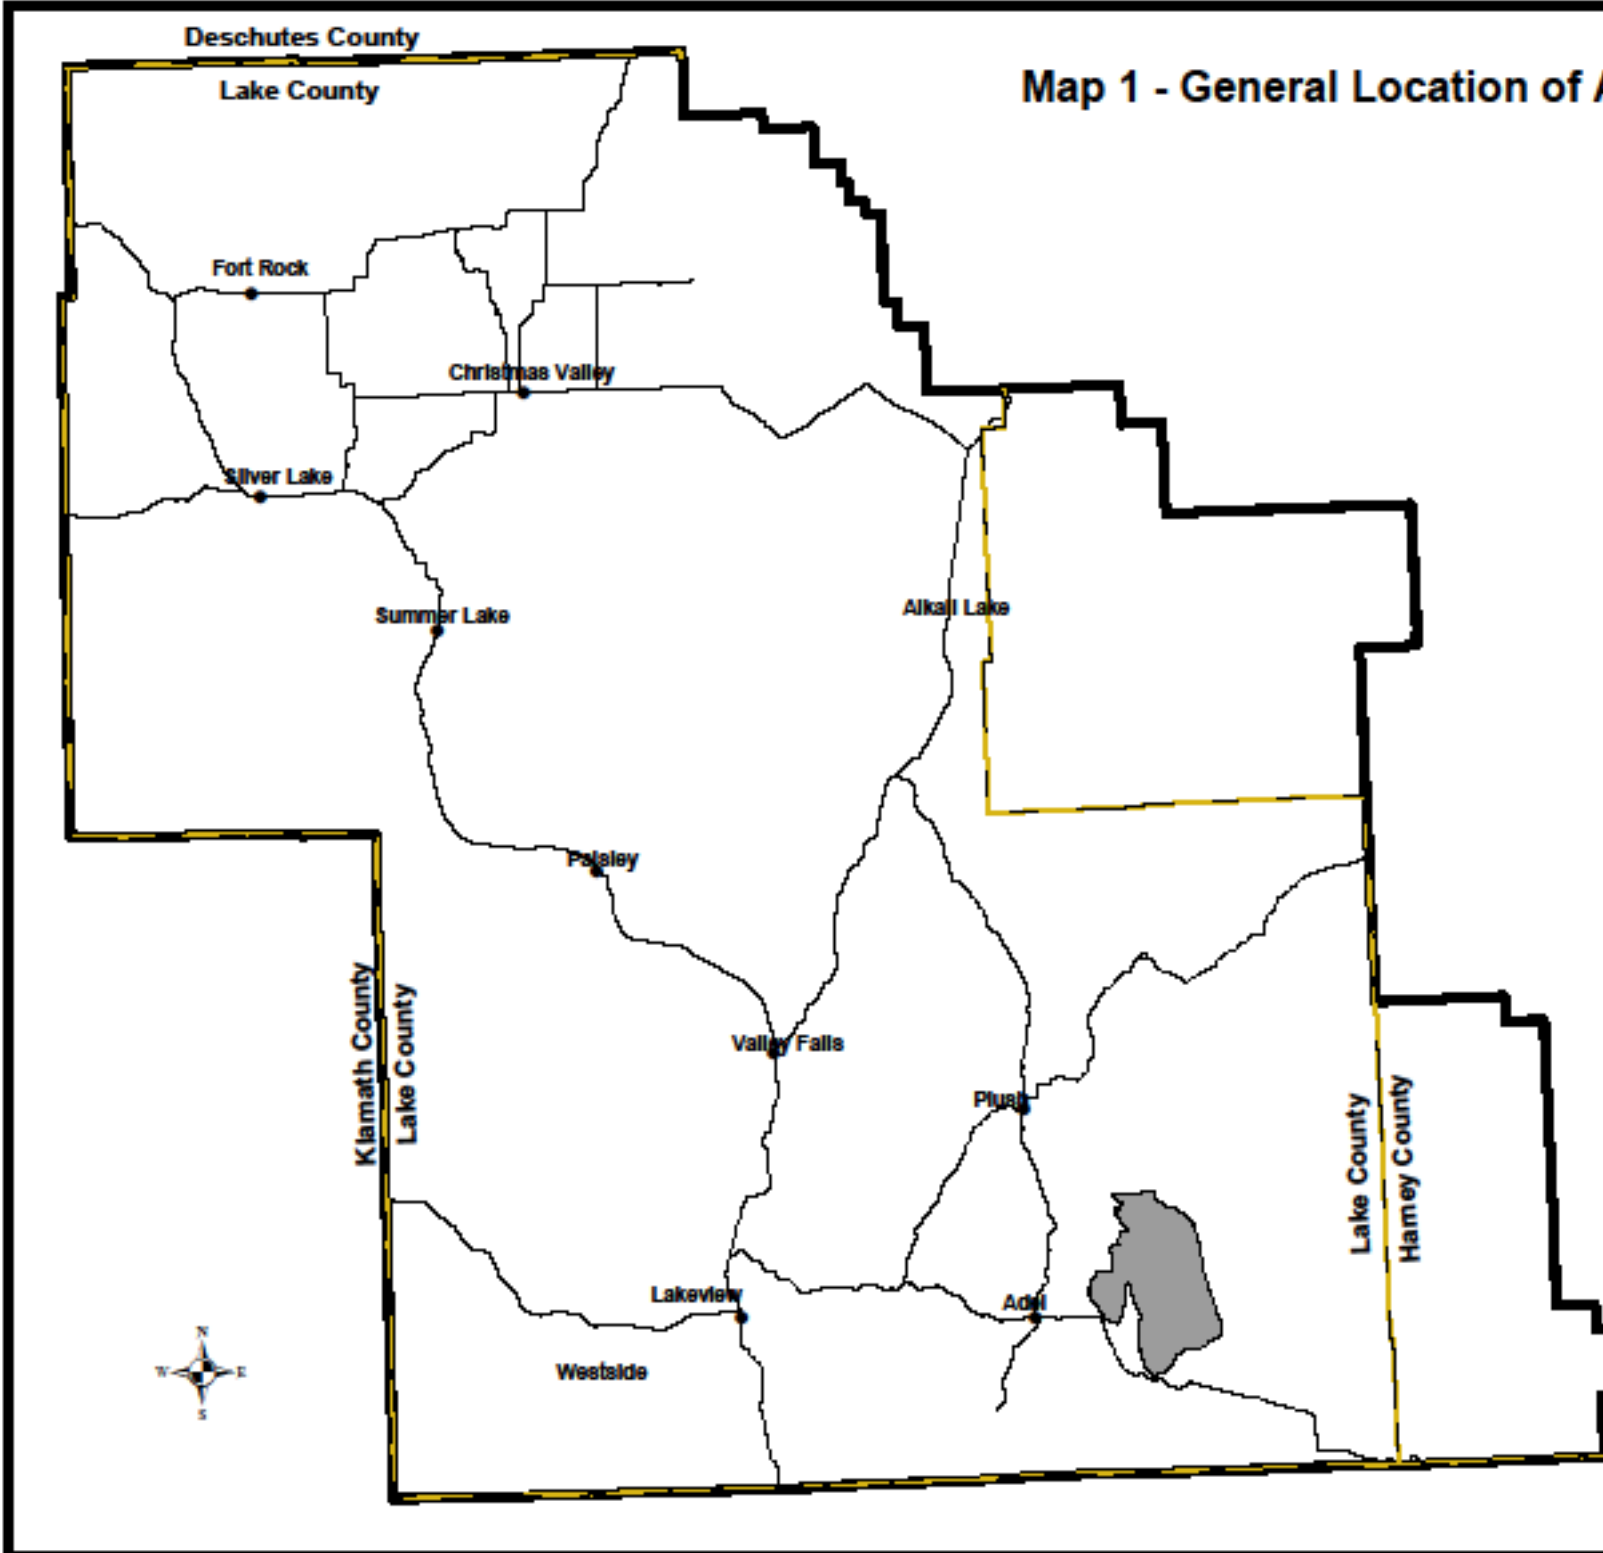 Deschutes County
Lake County
Map 1 - General Location of
Fort Rock
Christmas Valley
Silver Lake
Summer Lake
Alkali Lake
Paisley
Klamath County
Lake County
Valley Falls
Plush
Lake County
Harney County
Lakeview
Adel
Westside
N
W E
S